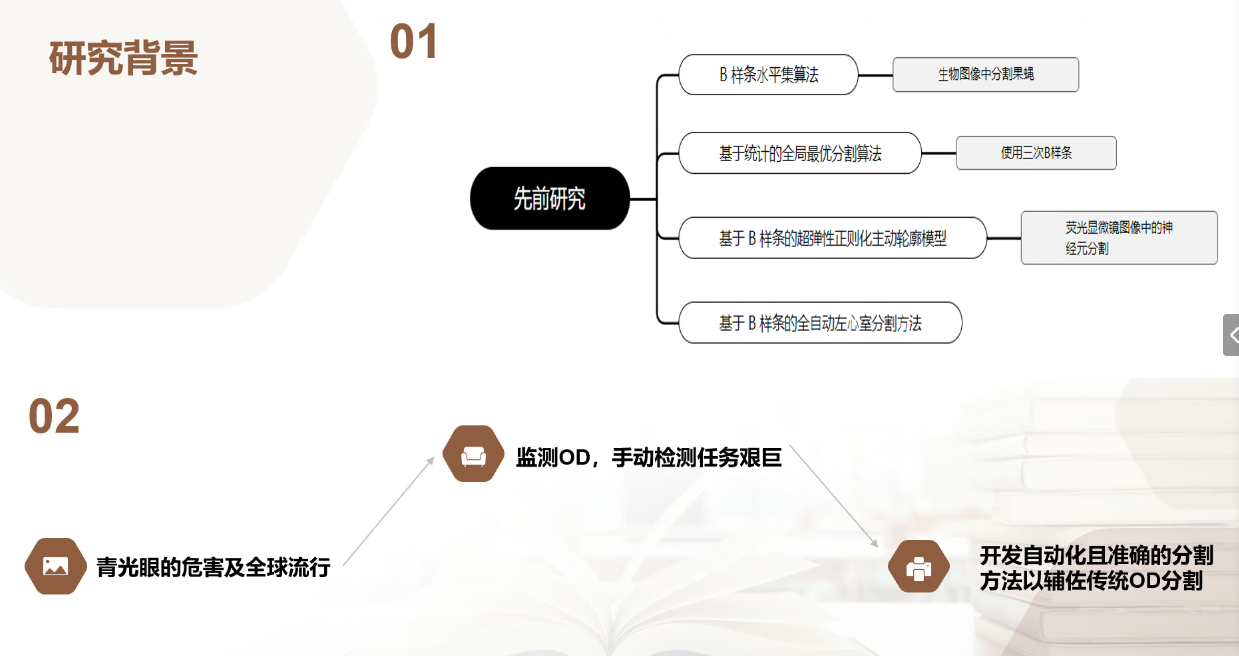 研究背景
01
先前研究
B 样条水平集算法
生物图像中分割果蝇
基于统计的全局最优分割算法
使用三次B样条
基于 B 样条的超弹性正则化主动轮廓模型
荧光显微镜图像中的神
经元分割
基于 B 样条的全自动左心室分割方法
02
青光眼的危害及全球流行
监测OD，手动检测任务艰巨
开发自动化且准确的分割
方法以辅佐传统OD分割